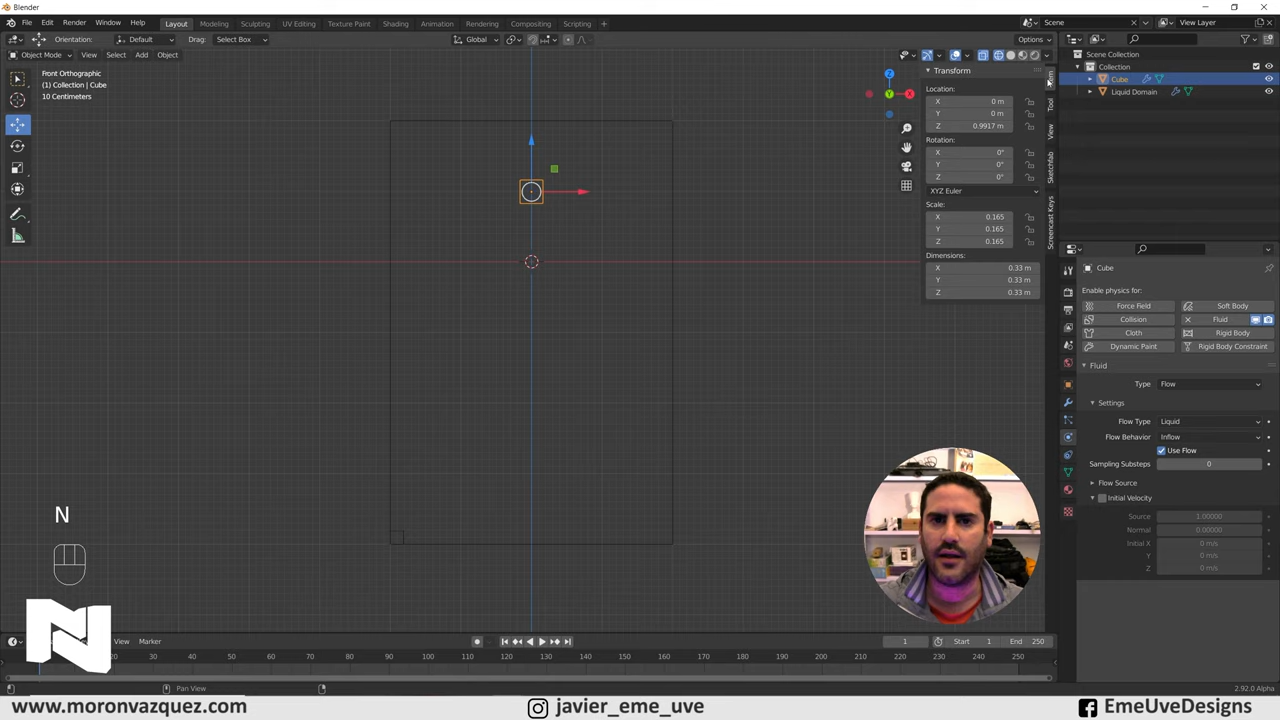 Blender
File Edit Render Window Help Layout Modeling Sculpting UV Editing Texture Paint Shading Animation Rendering Compositing Scripting + Scene View Layer
Orientation: Default Drag: Select Box Global Options
Object Mode View Select Add Object
Front Orthographic
(1) Collection | Cube
10 Centimeters
Z
Y
X
Transform
Location:
X 0 m
Y 0 m
Z 0.9917 m
Rotation:
X 0°
Y 0°
Z 0°
XYZ Euler
Scale:
X 0.165
Y 0.165
Z 0.165
Dimensions:
X 0.33 m
Y 0.33 m
Z 0.33 m
Tool
View
Sketchfab
Screencast Keys
Scene Collection
Collection
Cube
Liquid Domain
Cube
Enable physics for:
Force Field Soft Body
Collision Fluid
Cloth Rigid Body
Dynamic Paint Rigid Body Constraint
Fluid
Type Flow
Settings
Flow Type Liquid
Flow Behavior Inflow
Use Flow
Sampling Substeps 0
Flow Source
Initial Velocity
Source 1.00000
Normal 0.00000
Initial X 0 m/s
Y 0 m/s
Z 0 m/s
N
N
View Marker 1 Start 1 End 250
20 30 40 50 60 70 80 90 100 110 120 130 140 150 160 170 180 190 200 210 220 230 240 250
Pan View 2.92.0 Alpha
www.moronvazquez.com javier_eme_uve EmeUveDesigns